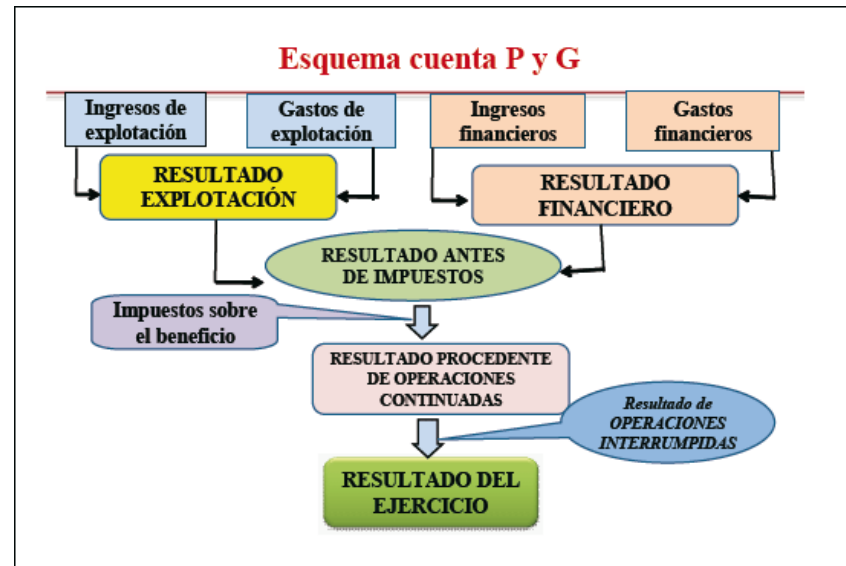 Esquema cuenta P y G
Ingresos de
explotación
Gastos de
explotación
Ingresos
financieros
Gastos
financieros
RESULTADO
EXPLOTACIÓN
RESULTADO
FINANCIERO
RESULTADO ANTES
DE IMPUESTOS
Impuestos sobre
el beneficio
RESULTADO PROCEDENTE
DE OPERACIONES
CONTINUADAS
Resultado de
OPERACIONES
INTERRUMPIDAS
RESULTADO DEL
EJERCICIO